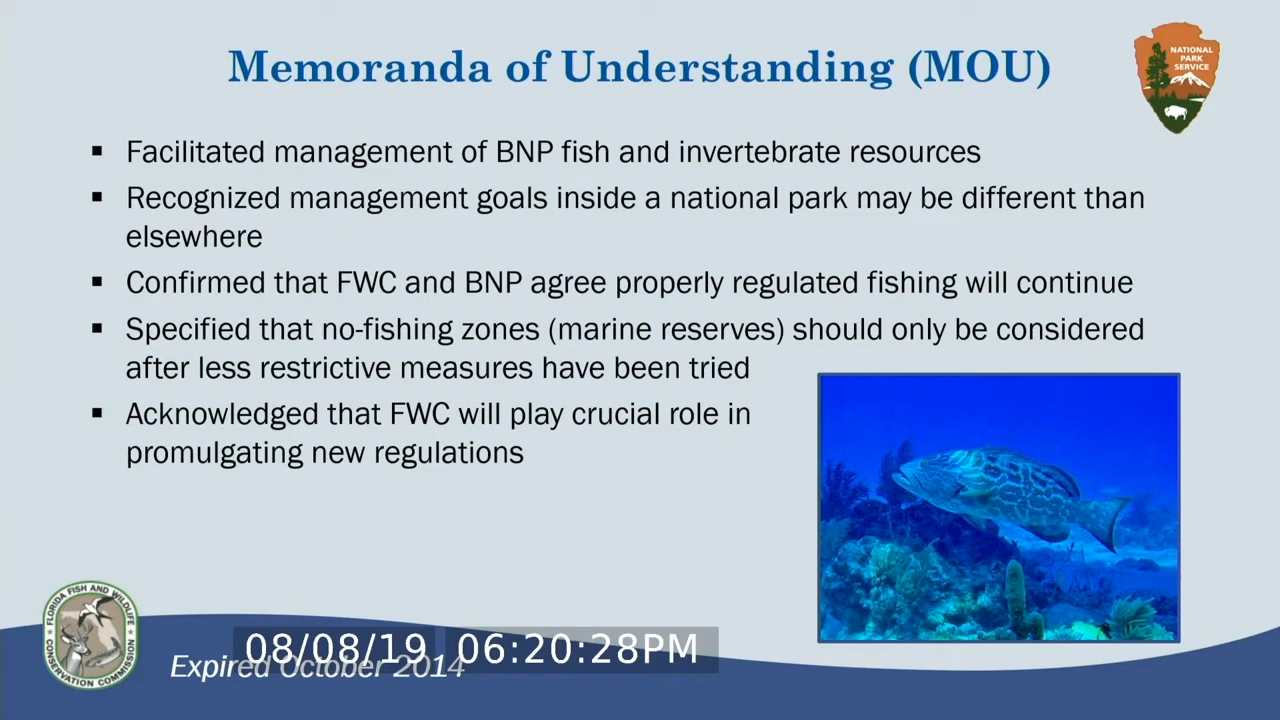 Memoranda of Understanding (MOU)
NATIONAL
PARK
SERVICE
▪ Facilitated management of BNP fish and invertebrate resources
▪ Recognized management goals inside a national park may be different than
elsewhere
▪ Confirmed that FWC and BNP agree properly regulated fishing will continue
▪ Specified that no-fishing zones (marine reserves) should only be considered
after less restrictive measures have been tried
▪ Acknowledged that FWC will play crucial role in
promulgating new regulations
FLORIDA FISH AND WILDLIFE
CONSERVATION COMMISSION
08/08/19 06:20:28PM
Expired October 2014